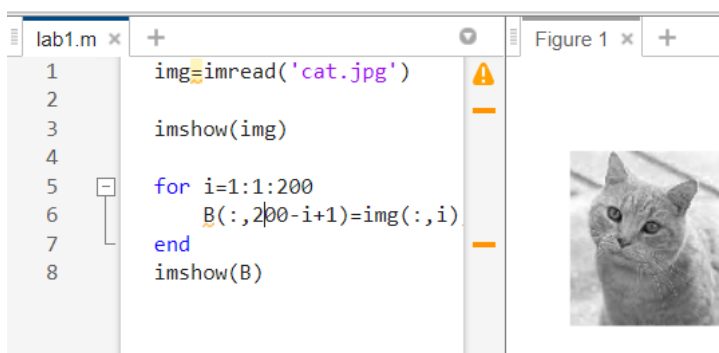 lab1.m × +
Figure 1 × +
1 img=imread('cat.jpg')
2
3 imshow(img)
4
5 for i=1:1:200
6 B(:,200-i+1)=img(:,i)
7 end
8 imshow(B)